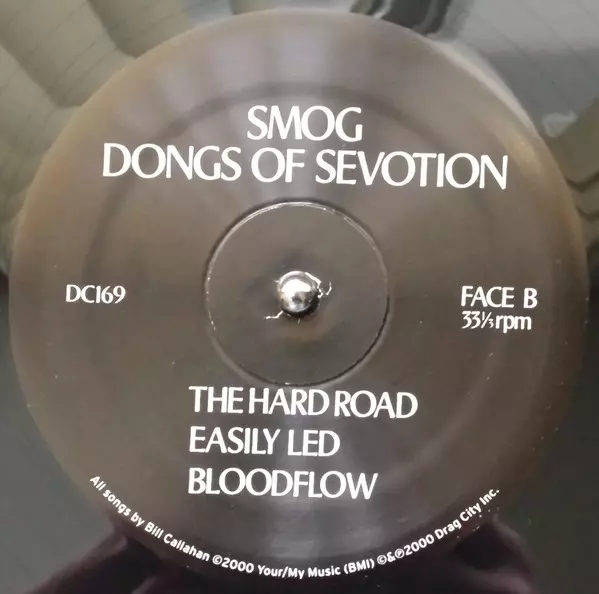 SMOG
DONGS OF SEVOTION
DC169
FACE B
33⅓ rpm
THE HARD ROAD
EASILY LED
BLOODFLOW
All songs by Bill Callahan ©2000 Your/My Music (BMI) ©&℗2000 Drag City Inc.